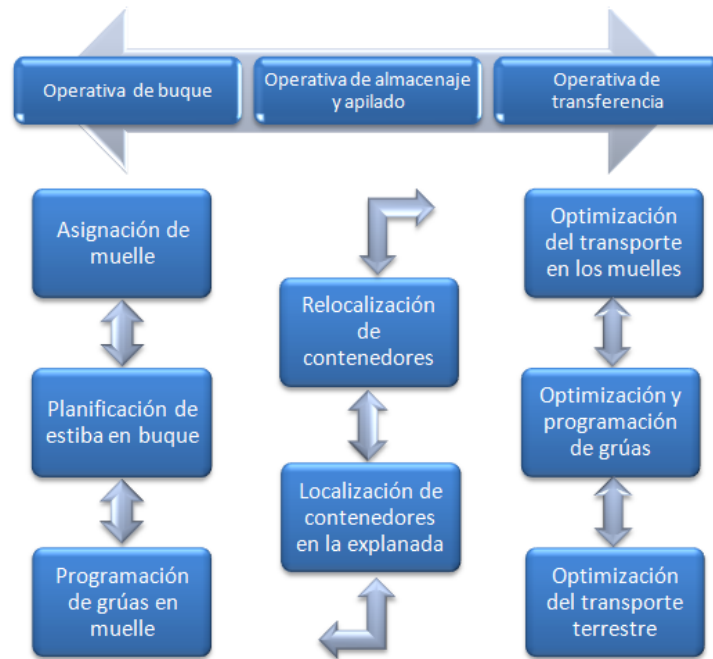 Operativa de buque
Operativa de almacenaje
y apilado
Operativa de
transferencia
Asignación de
muelle
Planificación de
estiba en buque
Programación
de grúas en
muelle
Relocalización
de
contenedores
Localización de
contenedores
en la explanada
Optimización
del transporte
en los muelles
Optimización y
programación
de grúas
Optimización
del transporte
terrestre